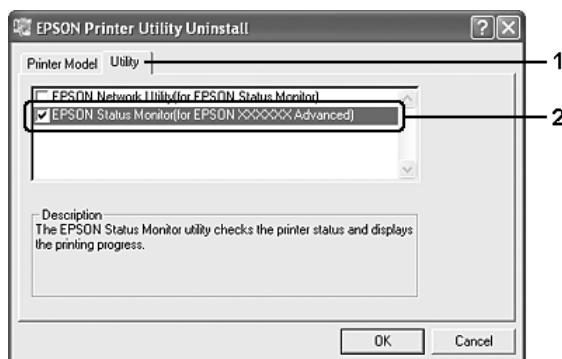 EPSON Printer Utility Uninstall
Printer Model Utility
1
EPSON Network Utility(for EPSON Status Monitor)
EPSON Status Monitor(for EPSON XXXXXX Advanced)
2
Description
The EPSON Status Monitor utility checks the printer status and displays
the printing progress.
OK Cancel